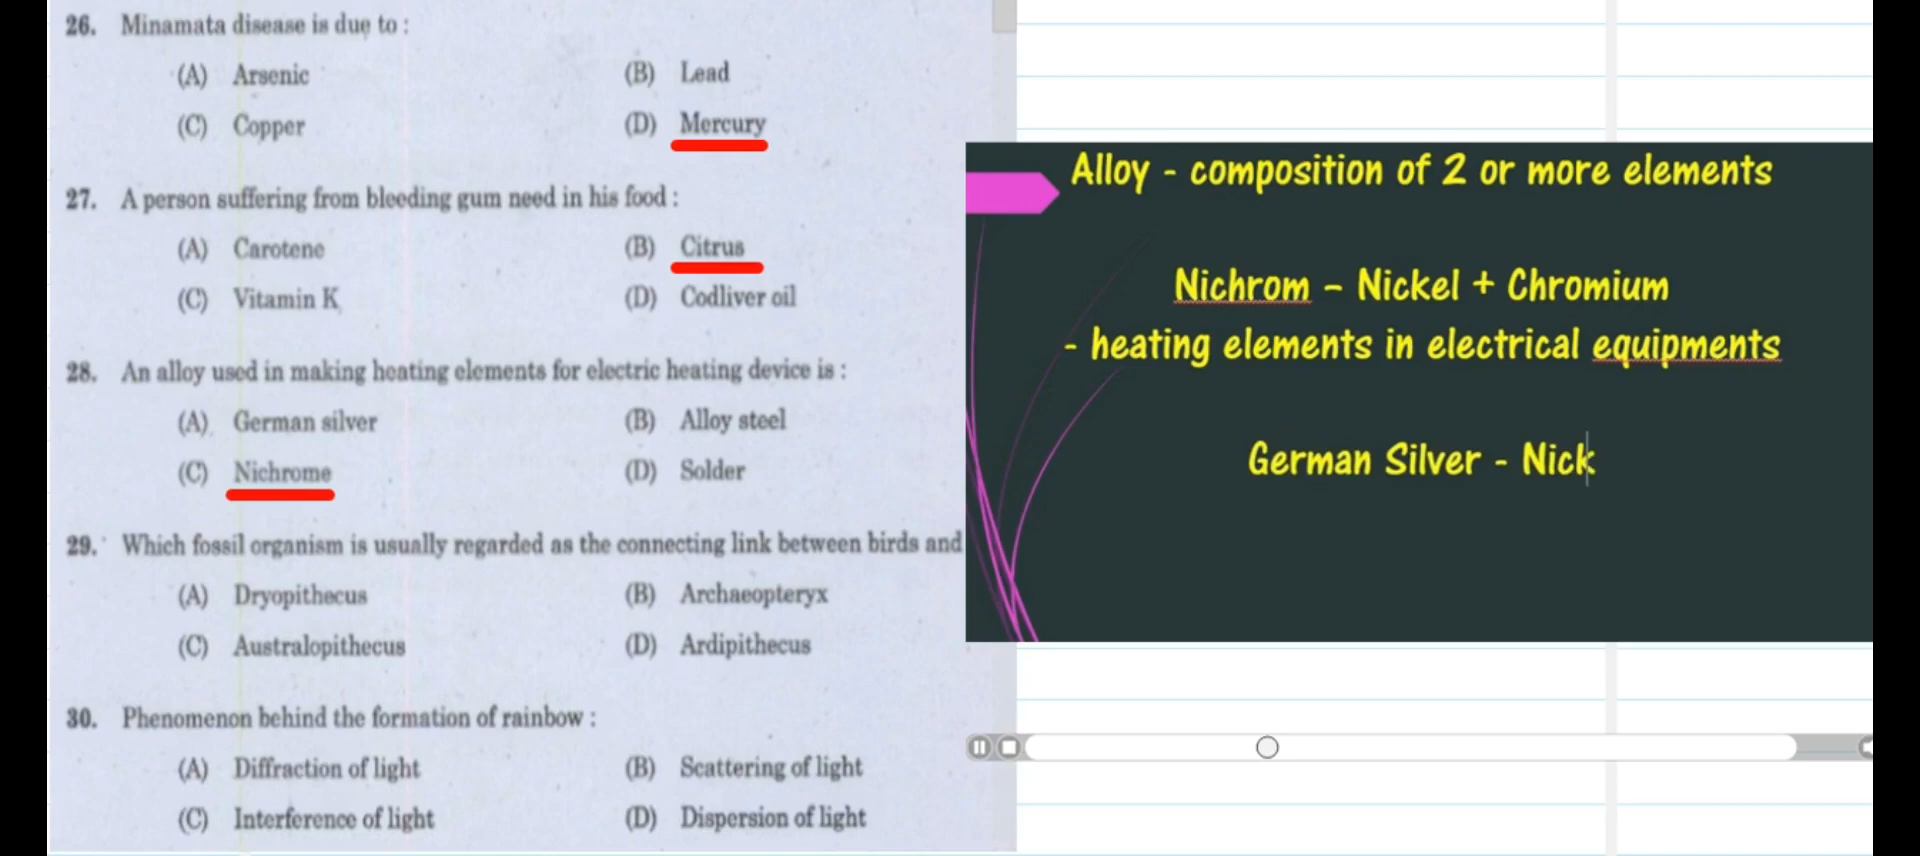 26. Minamata disease is due to :
(A) Arsenic (B) Lead
(C) Copper (D) Mercury
27. A person suffering from bleeding gum need in his food :
(A) Carotene (B) Citrus
(C) Vitamin K (D) Codliver oil
28. An alloy used in making heating elements for electric heating device is :
(A) German silver (B) Alloy steel
(C) Nichrome (D) Solder
29. Which fossil organism is usually regarded as the connecting link between birds and
(A) Dryopithecus (B) Archaeopteryx
(C) Australopithecus (D) Ardipithecus
30. Phenomenon behind the formation of rainbow :
(A) Diffraction of light (B) Scattering of light
(C) Interference of light (D) Dispersion of light
Alloy - composition of 2 or more elements
Nichrom – Nickel + Chromium
- heating elements in electrical equipments
German Silver - Nick